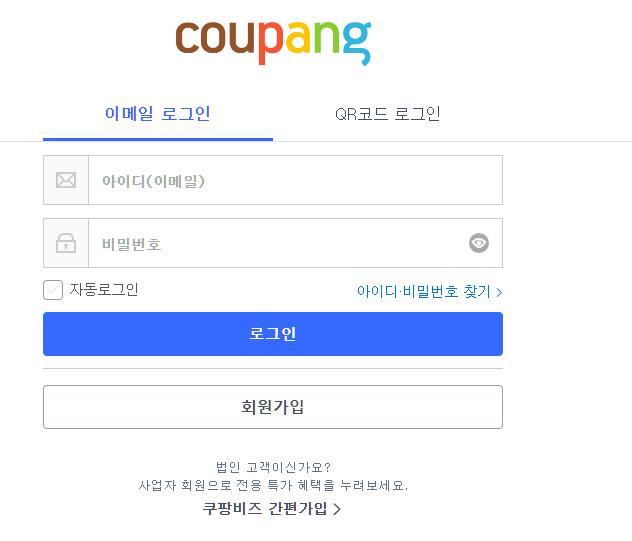 coupang
이메일 로그인
QR코드 로그인
아이디(이메일)
비밀번호
자동로그인
아이디·비밀번호 찾기 >
로그인
회원가입
법인 고객이신가요?
사업자 회원으로 전용 특가 혜택을 누려보세요.
쿠팡비즈 간편가입 >